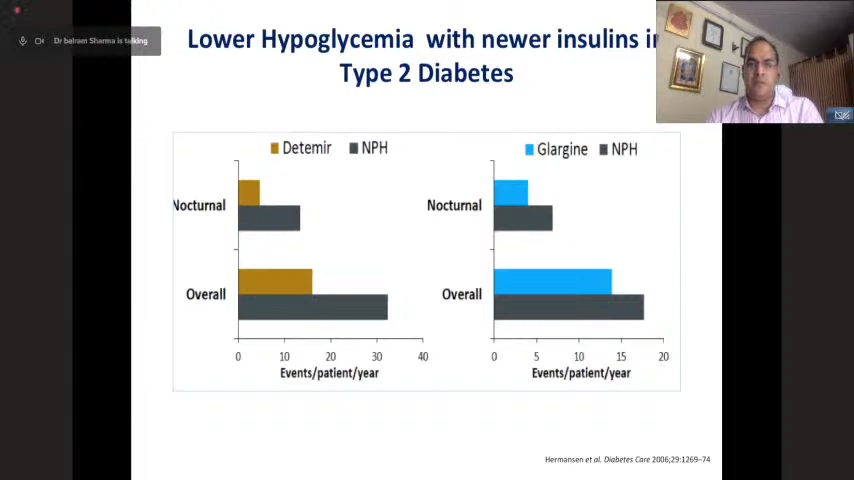 Dr belram Sharma is talking
Lower Hypoglycemia with newer insulins in
Type 2 Diabetes
Detemir NPH
Nocturnal
Overall
0 10 20 30 40
Events/patient/year
Glargine NPH
Nocturnal
Overall
0 5 10 15 20
Events/patient/year
Hermansen et al. Diabetes Care 2006;29:1269–74